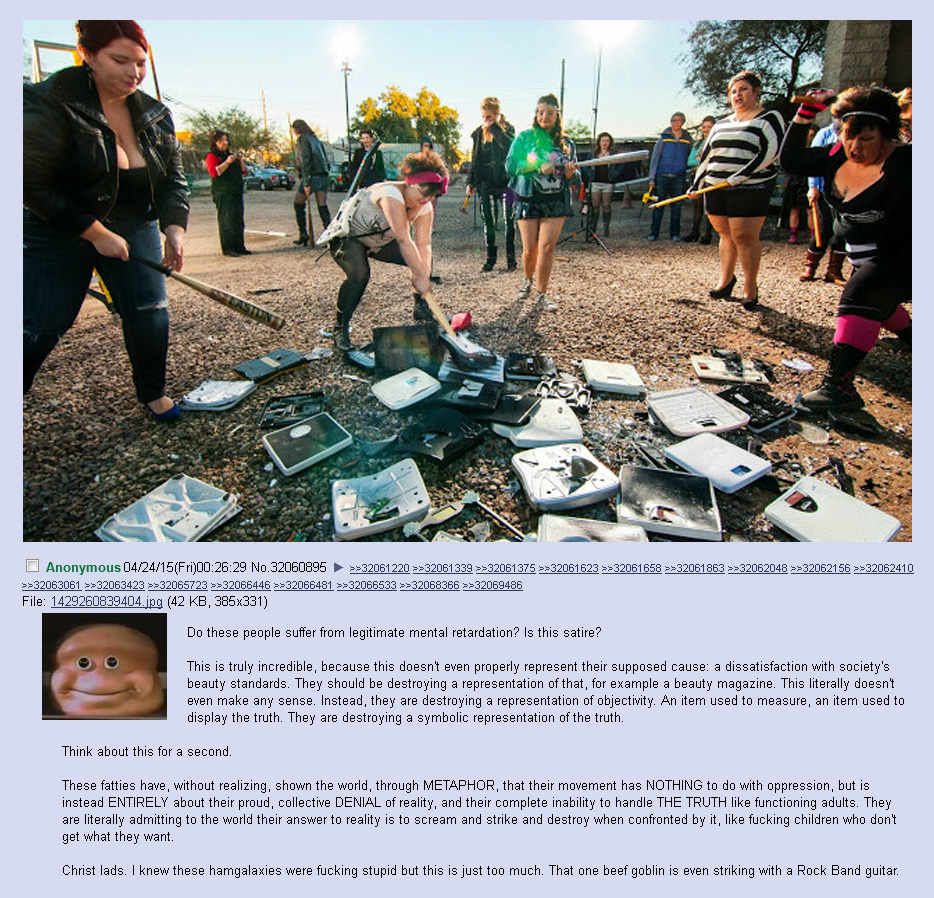 Anonymous 04/24/15(Fri)00:26:29 No.32060895 ▶ >>32061220 >>32061339 >>32061375 >>32061623 >>32061658 >>32061863 >>32062048 >>32062156 >>32062410
>>32063061 >>32063423 >>32065723 >>32066446 >>32066481 >>32066533 >>32068366 >>32069486
File: 1429260839404.jpg (42 KB, 385x331)
Do these people suffer from legitimate mental retardation? Is this satire?
This is truly incredible, because this doesn't even properly represent their supposed cause: a dissatisfaction with society's
beauty standards. They should be destroying a representation of that, for example a beauty magazine. This literally doesn't
even make any sense. Instead, they are destroying a representation of objectivity. An item used to measure, an item used to
display the truth. They are destroying a symbolic representation of the truth.
Think about this for a second.
These fatties have, without realizing, shown the world, through METAPHOR, that their movement has NOTHING to do with oppression, but is
instead ENTIRELY about their proud, collective DENIAL of reality, and their complete inability to handle THE TRUTH like functioning adults. They
are literally admitting to the world their answer to reality is to scream and strike and destroy when confronted by it, like fucking children who don't
get what they want.
Christ lads. I knew these hamgalaxies were fucking stupid but this is just too much. That one beef goblin is even striking with a Rock Band guitar.